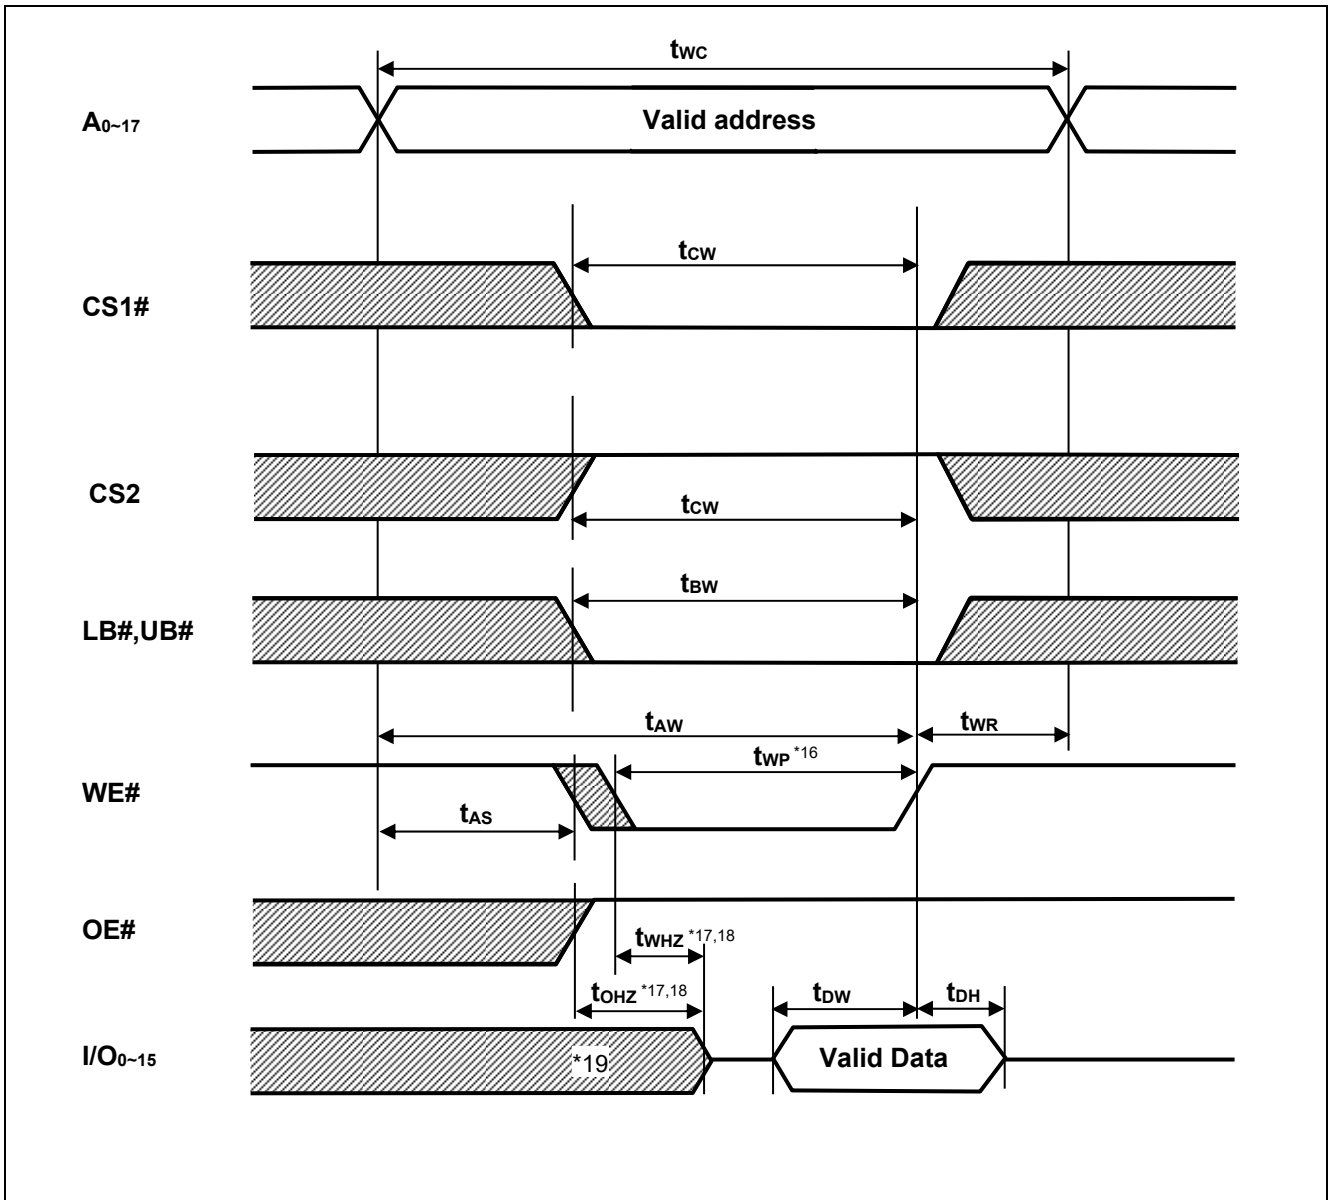 tWC
A0~17
Valid address
tCW
CS1#
CS2
tCW
tBW
LB#,UB#
tAW
tWR
tWP *16
WE#
tAS
OE#
tWHZ *17,18
tOHZ *17,18
tDW
tDH
I/O0~15
*19
Valid Data